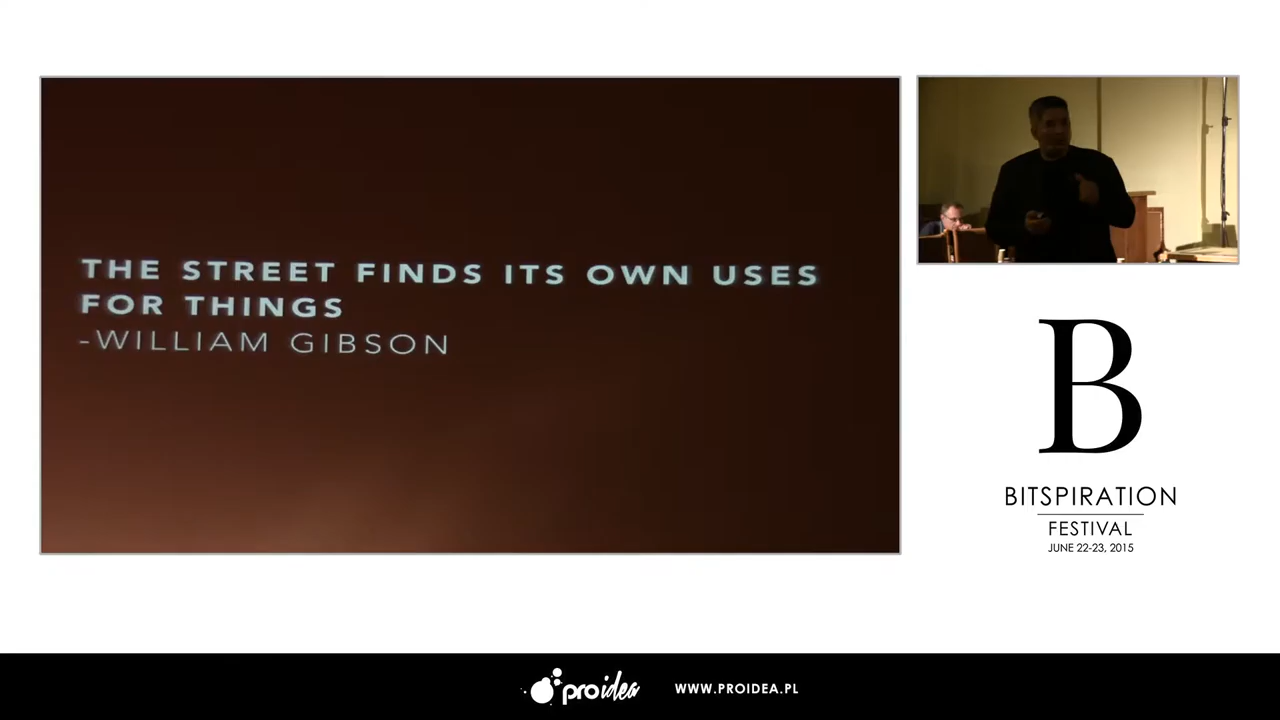 THE STREET FINDS ITS OWN USES
FOR THINGS
-WILLIAM GIBSON
B
BITSPIRATION
FESTIVAL
JUNE 22-23, 2015
proidea
WWW.PROIDEA.PL